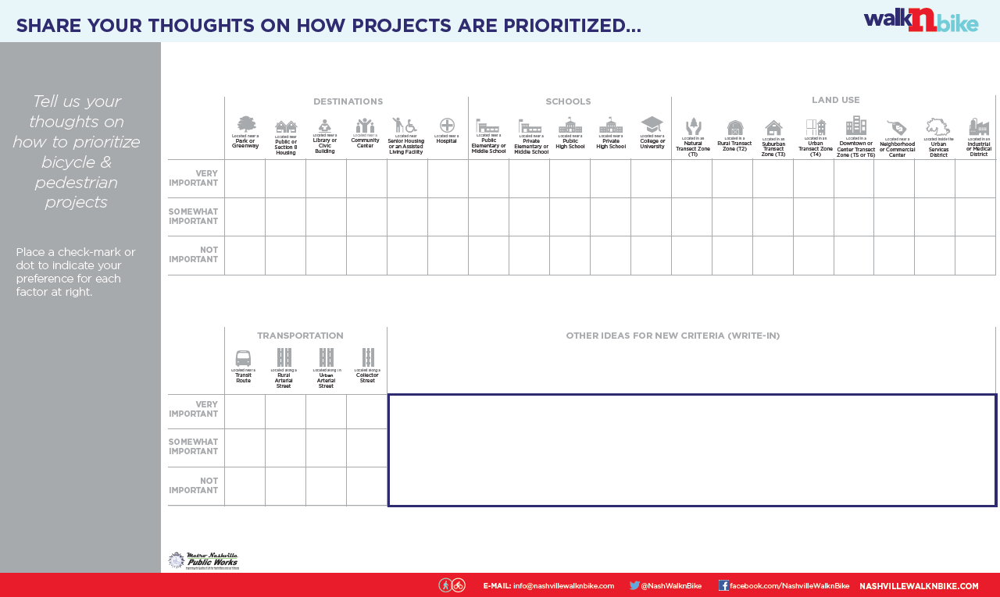 SHARE YOUR THOUGHTS ON HOW PROJECTS ARE PRIORITIZED...
walknbike
Tell us your
thoughts on
how to prioritize
bicycle &
pedestrian
projects
Place a check-mark or
dot to indicate your
preference for each
factor at right.
DESTINATIONS
Located near a
Park or
Greenway
Located near
Public or
Section 8
Housing
Located near a
Library or
Civic
Building
Located near a
Community
Center
Located near
Senior Housing
or an Assisted
Living Facility
Located near a
Hospital
SCHOOLS
Located near a
Public
Elementary or
Middle School
Located near a
Private
Elementary or
Middle School
Located near a
Public
High School
Located near a
Private
High School
Located near a
College or
University
LAND USE
Located in an
Natural
Transect Zone
(T1)
Located in a
Rural Transect
Zone (T2)
Located in an
Suburban
Transect
Zone (T3)
Located in an
Urban
Transect Zone
(T4)
Located in a
Downtown or
Center Transect
Zone (T5 or T6)
Located near a
Neighborhood
or Commercial
Center
Located inside the
Urban
Services
District
Located in an
Industrial
or Medical
District
VERY
IMPORTANT
SOMEWHAT
IMPORTANT
NOT
IMPORTANT
TRANSPORTATION
Located near a
Transit
Route
Located along a
Rural
Arterial
Street
Located along in
Urban
Arterial
Street
Located along a
Collector
Street
OTHER IDEAS FOR NEW CRITERIA (WRITE-IN)
VERY
IMPORTANT
SOMEWHAT
IMPORTANT
NOT
IMPORTANT
Metro Nashville
Public Works
E-MAIL: info@nashvillewalknbike.com
@NashWalknBike
facebook.com/NashvilleWalknBike
NASHVILLEWALKNBIKE.COM